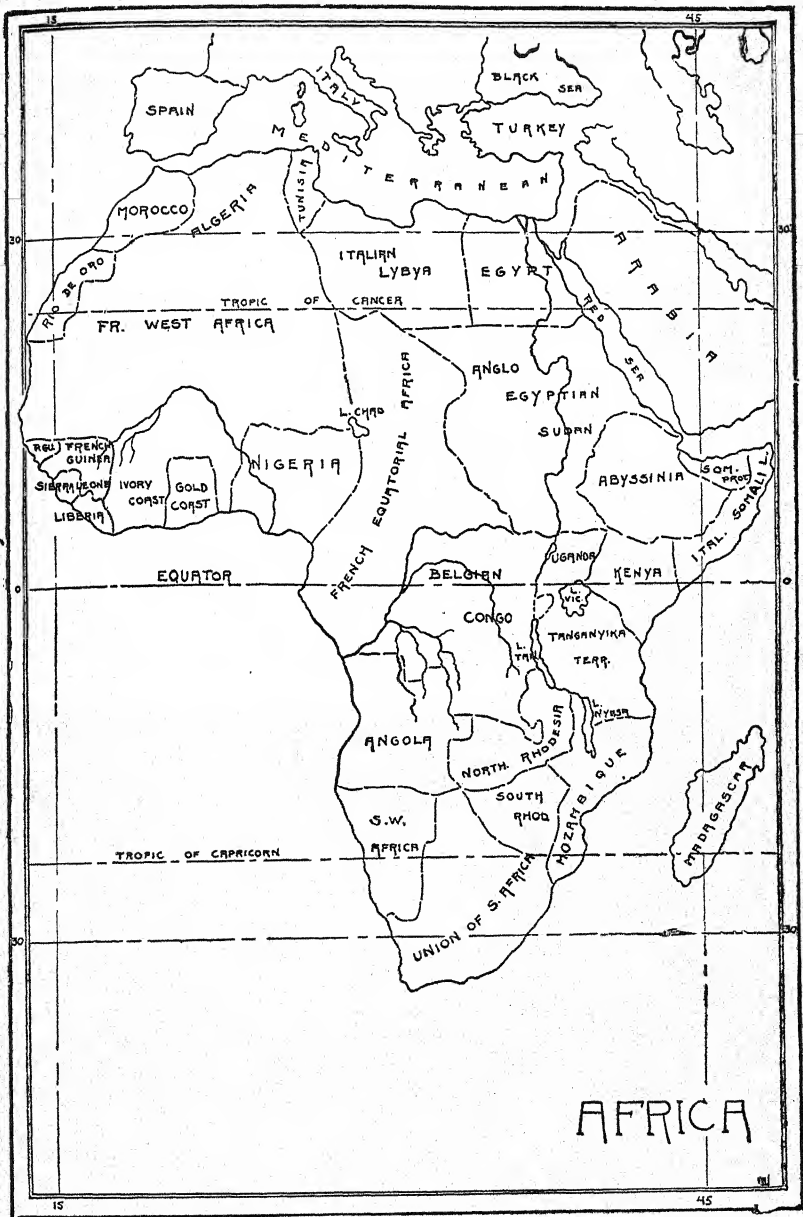 15
45
BLACK
SEA
SPAIN
ITALY
TURKEY
MEDITERRANEAN
TUNISIA
ALGERIA
MOROCCO
30
30
ARABIA
ITALIAN
LYBYA
EGYPT
RIO DE ORO
TROPIC OF CANCER
RED
SEA
FR. WEST AFRICA
ANGLO
EGYPTIAN
SUDAN
L. CHAD
FRENCH EQUATORIAL AFRICA
FRENCH
GUINEA
NIGERIA
SOM.
PROT.
ABYSSINIA
SIERRA LEONE
IVORY
COAST
GOLD
COAST
LIBERIA
ITAL. SOMALI L.
UGANDA
EQUATOR
BELGIAN
CONGO
KENYA
0
0
L.
VIC.
TANGANYIKA
TERR.
L.
TAN.
L.
NYASA
ANGOLA
NORTH. RHODESIA
SOUTH
RHOD.
MOZAMBIQUE
MADAGASCAR
S.W.
AFRICA
TROPIC OF CAPRICORN
UNION OF S. AFRICA
30
30
AFRICA
15
45